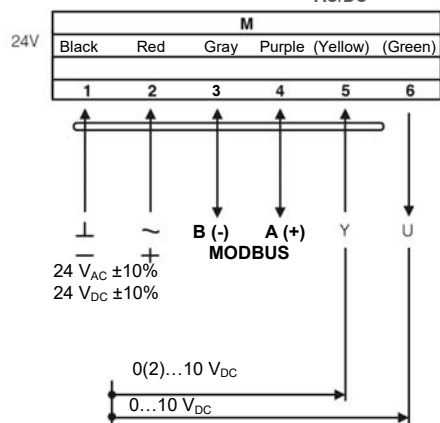 AC/DC
M
24V
Black Red Gray Purple (Yellow) (Green)
1 2 3 4 5 6
⊥ ~ B (-) A (+) Y U
− + MODBUS
24 VAC ±10%
24 VDC ±10%
0(2)…10 VDC
0…10 VDC